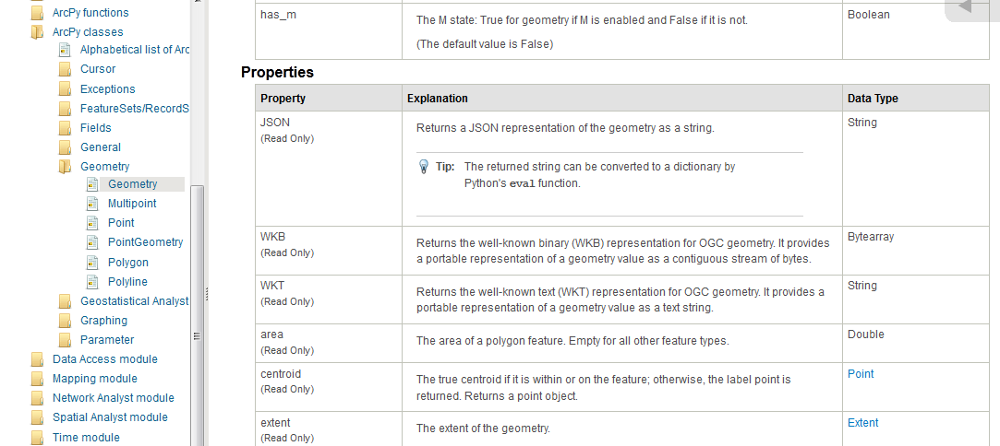 ArcPy functions
ArcPy classes
Alphabetical list of Arc
Cursor
Exceptions
FeatureSets/RecordS
Fields
General
Geometry
Geometry
Multipoint
Point
PointGeometry
Polygon
Polyline
Geostatistical Analyst
Graphing
Parameter
Data Access module
Mapping module
Network Analyst module
Spatial Analyst module
Time module
has_m
The M state: True for geometry if M is enabled and False if it is not.
(The default value is False)
Boolean
Properties
Property Explanation Data Type
JSON
(Read Only)
Returns a JSON representation of the geometry as a string.
Tip: The returned string can be converted to a dictionary by
Python's eval function.
String
WKB
(Read Only)
Returns the well-known binary (WKB) representation for OGC geometry. It provides
a portable representation of a geometry value as a contiguous stream of bytes.
Bytearray
WKT
(Read Only)
Returns the well-known text (WKT) representation for OGC geometry. It provides a
portable representation of a geometry value as a text string.
String
area
(Read Only)
The area of a polygon feature. Empty for all other feature types.
Double
centroid
(Read Only)
The true centroid if it is within or on the feature; otherwise, the label point is
returned. Returns a point object.
Point
extent
(Read Only)
The extent of the geometry.
Extent